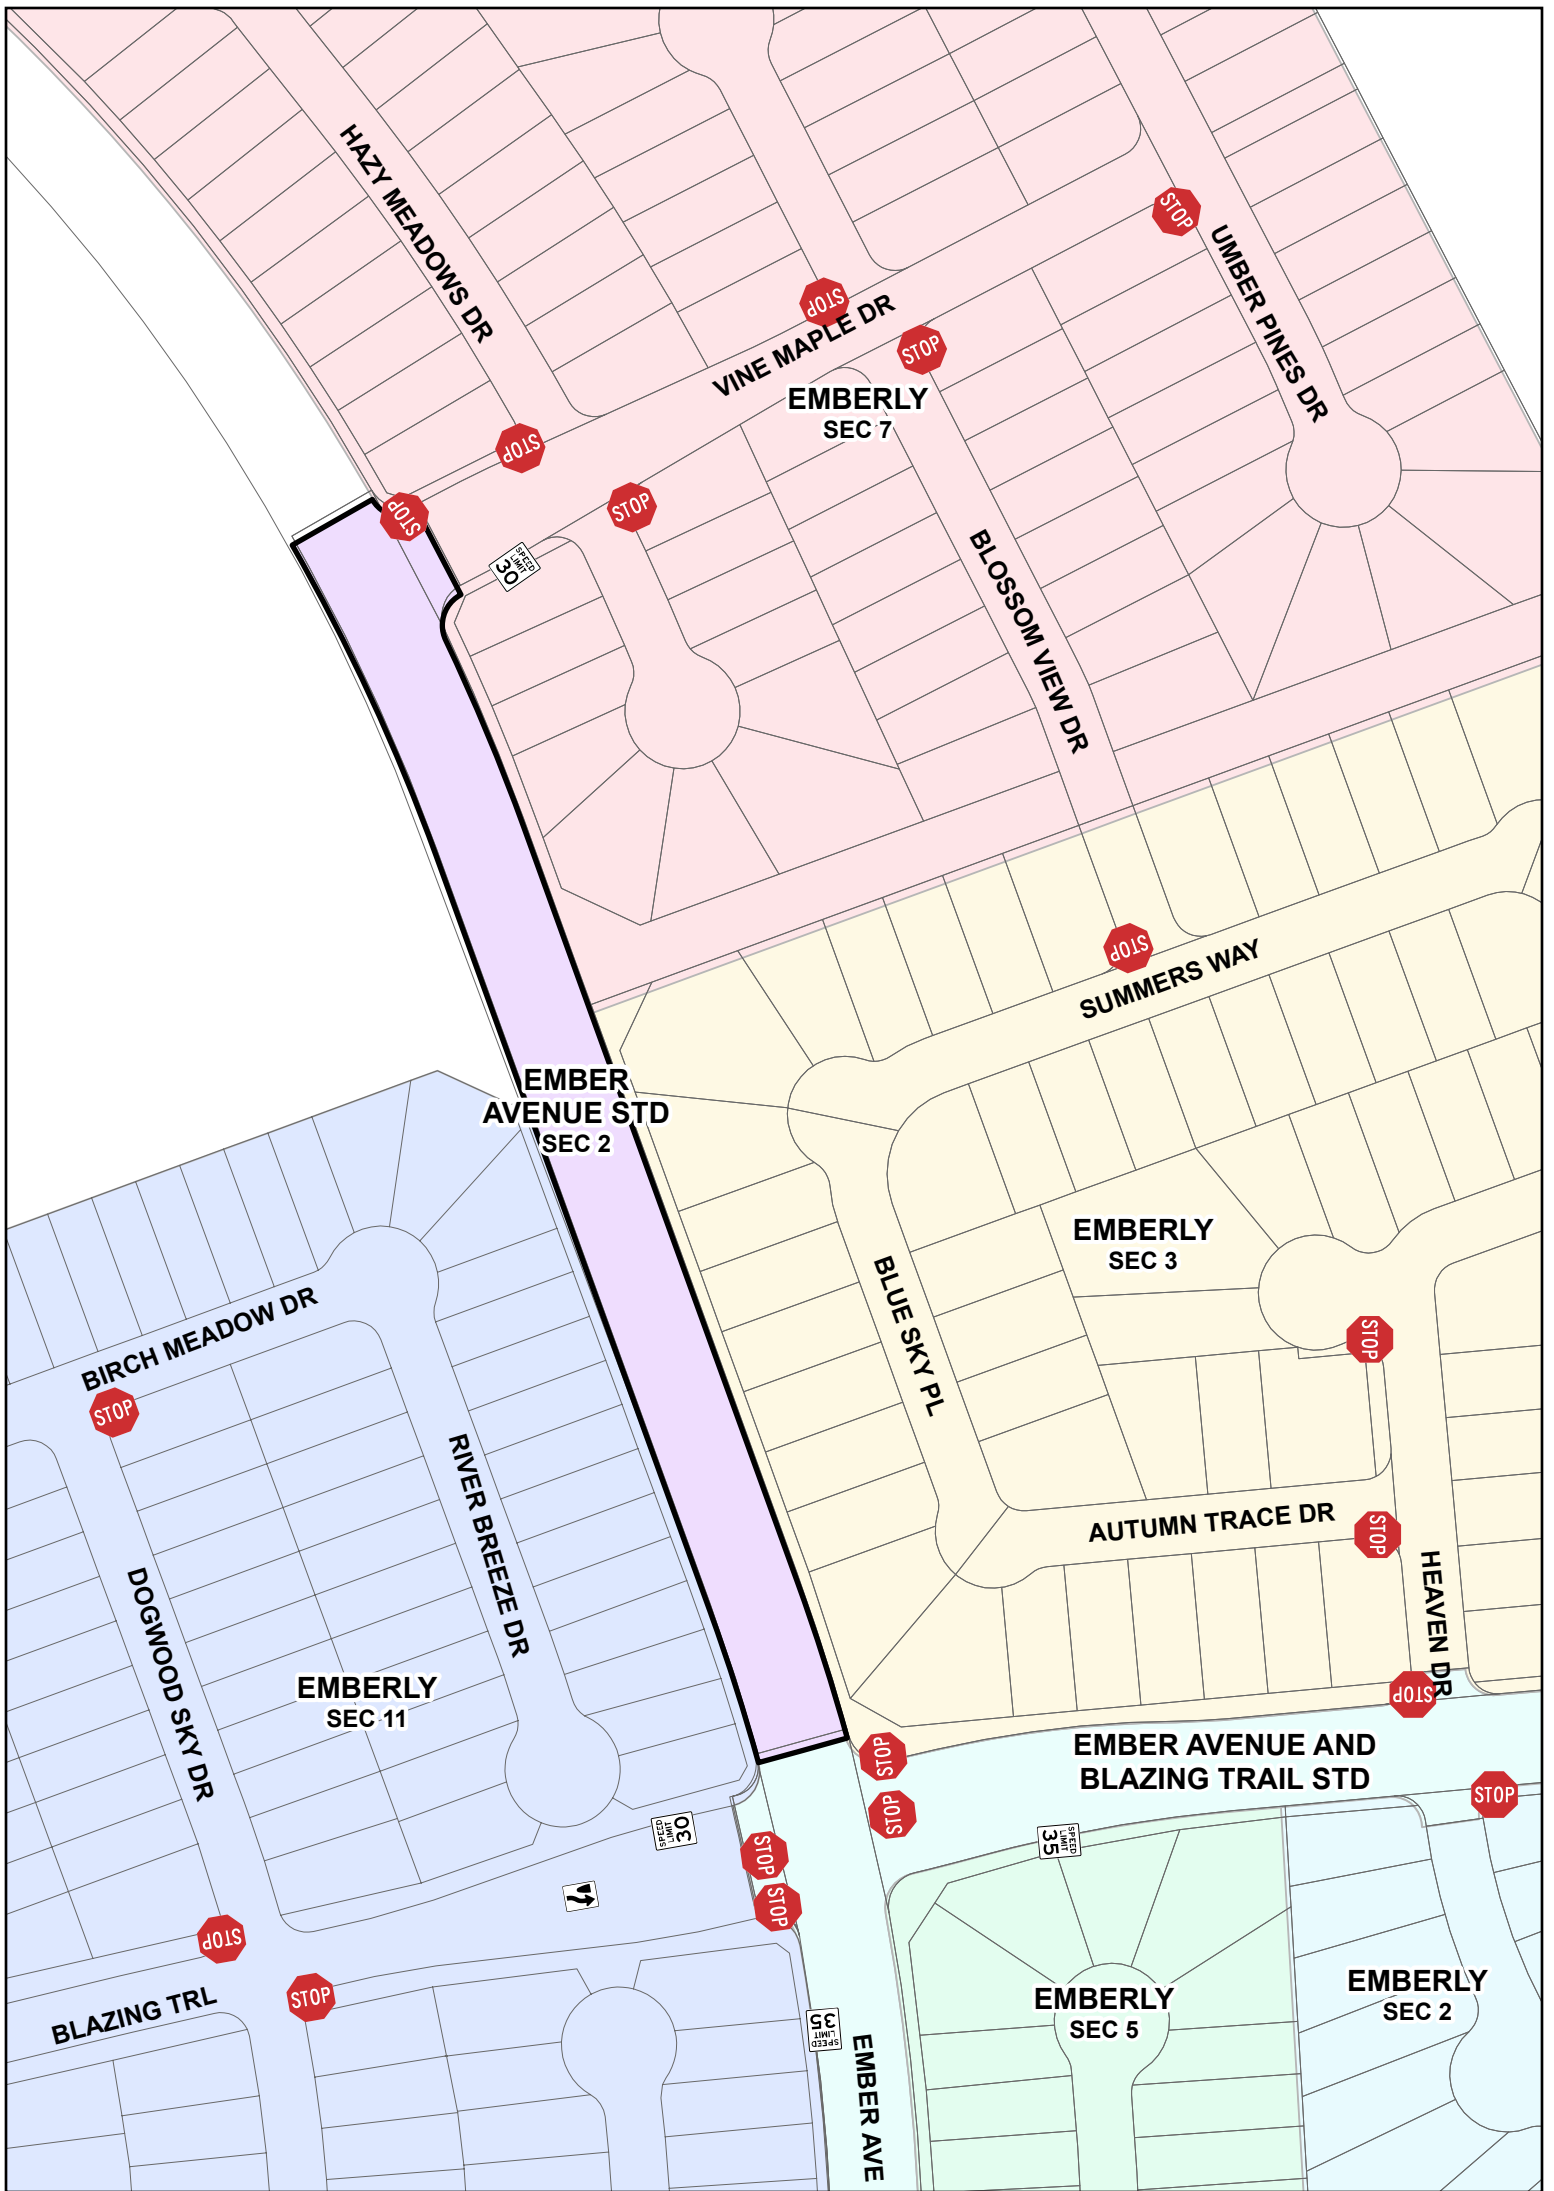 HAZY MEADOWS DR
STOP
UMBER PINES DR
STOP
VINE MAPLE DR
STOP
EMBERLY
SEC 7
STOP
STOP
STOP
SPEED
LIMIT
30
BLOSSOM VIEW DR
STOP
SUMMERS WAY
EMBER
AVENUE STD
SEC 2
EMBERLY
SEC 3
BLUE SKY PL
BIRCH MEADOW DR
STOP
STOP
RIVER BREEZE DR
AUTUMN TRACE DR
STOP
HEAVEN DR
DOGWOOD SKY DR
EMBERLY
SEC 11
STOP
STOP
EMBER AVENUE AND
BLAZING TRAIL STD
STOP
STOP
SPEED
LIMIT
30
SPEED
LIMIT
35
STOP
STOP
STOP
STOP
BLAZING TRL
EMBERLY
SEC 5
EMBERLY
SEC 2
SPEED
LIMIT
35
EMBER AVE